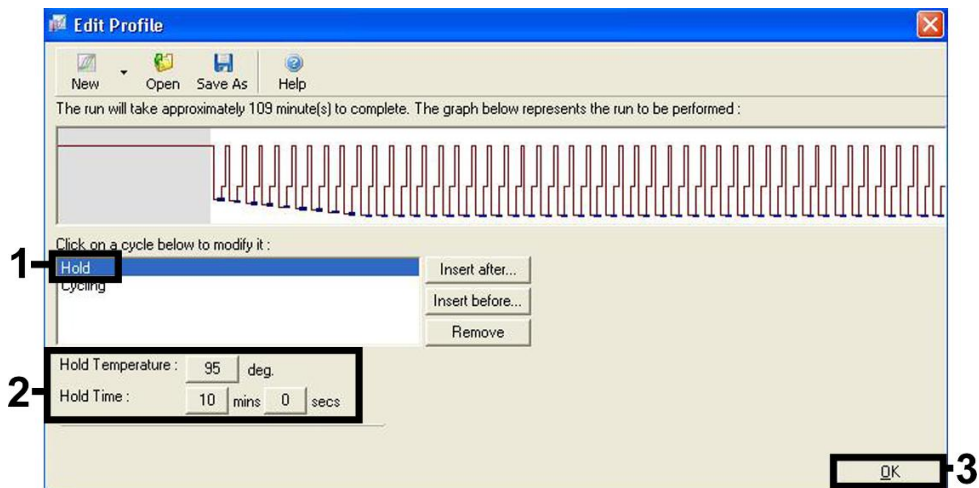 Edit Profile
New Open Save As Help
The run will take approximately 109 minute(s) to complete. The graph below represents the run to be performed :
Click on a cycle below to modify it :
1
Hold
Cycling
Insert after...
Insert before...
Remove
2
Hold Temperature : 95 deg.
Hold Time : 10 mins 0 secs
OK
3